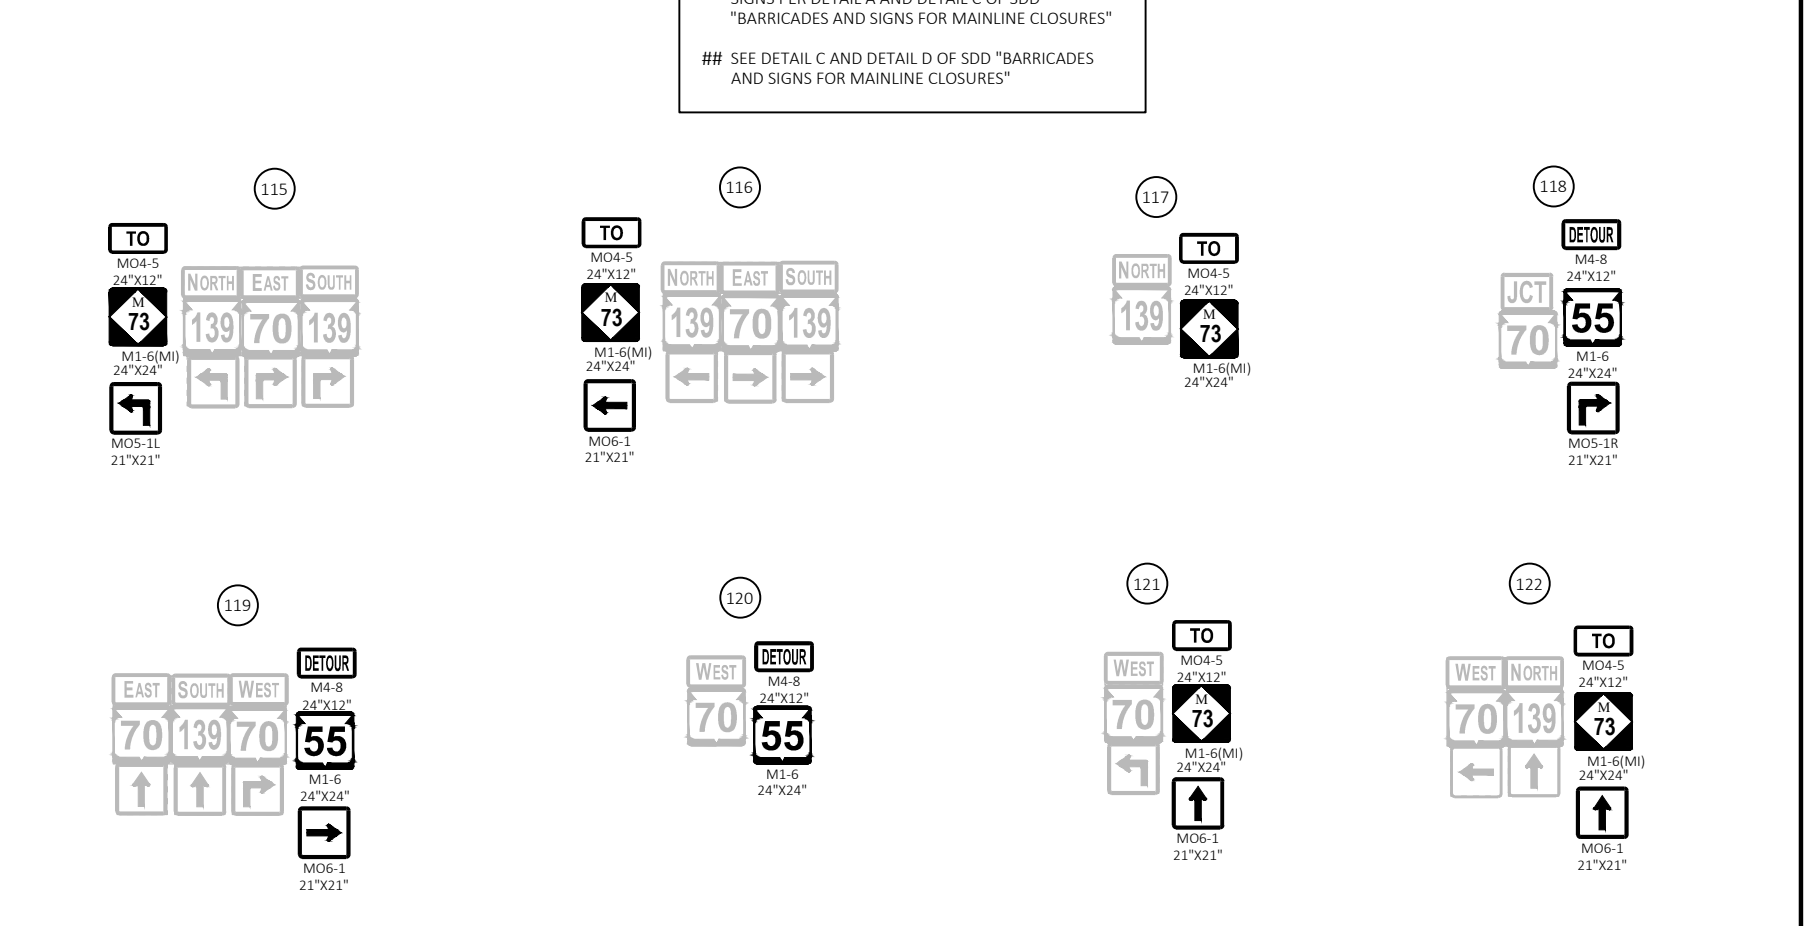 "BARRICADES AND SIGNS FOR MAINLINE CLOSURES"
## SEE DETAIL C AND DETAIL D OF SDD "BARRICADES
AND SIGNS FOR MAINLINE CLOSURES"
115
TO
MO4-5
24"X12"
M
73
M1-6(MI)
24"X24"
MO5-1L
21"X21"
NORTH EAST SOUTH
139 70 139
116
TO
MO4-5
24"X12"
M
73
M1-6(MI)
24"X24"
MO6-1
21"X21"
NORTH EAST SOUTH
139 70 139
117
NORTH
139
TO
MO4-5
24"X12"
M
73
M1-6(MI)
24"X24"
118
JCT
70
DETOUR
M4-8
24"X12"
55
M1-6
24"X24"
MO5-1R
21"X21"
119
EAST SOUTH WEST
70 139 70
DETOUR
M4-8
24"X12"
55
M1-6
24"X24"
MO6-1
21"X21"
120
WEST
70
DETOUR
M4-8
24"X12"
55
M1-6
24"X24"
121
WEST
70
TO
MO4-5
24"X12"
M
73
M1-6(MI)
24"X24"
MO6-1
21"X21"
122
WEST NORTH
70 139
TO
MO4-5
24"X12"
M
73
M1-6(MI)
24"X24"
MO6-1
21"X21"